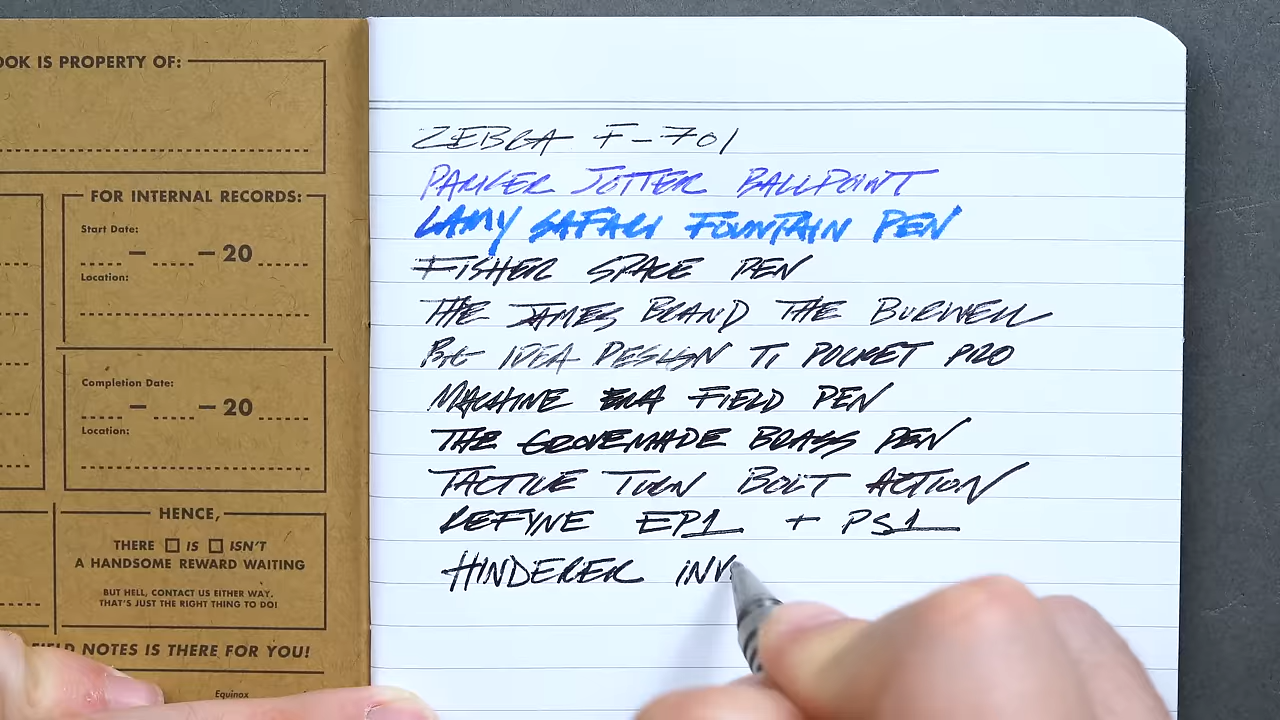 OOK IS PROPERTY OF:
FOR INTERNAL RECORDS:
Start Date:
— — 20
Location:
Completion Date:
— — 20
Location:
HENCE,
THERE IS ISN'T
A HANDSOME REWARD WAITING
BUT HELL, CONTACT US EITHER WAY.
THAT'S JUST THE RIGHT THING TO DO!
FIELD NOTES IS THERE FOR YOU!
Equinox
ZEBRA F-701
PARKER JOTTER BALLPOINT
LAMY SAFARI FOUNTAIN PEN
FISHER SPACE PEN
THE JAMES BRAND THE BURWELL
BIG IDEA DESIGN TI POCKET PRO
MACHINE ERA FIELD PEN
THE GROVEMADE BRASS PEN
TACTILE TURN BOLT ACTION
REFYNE EP1 + PS1
HINDERER INV